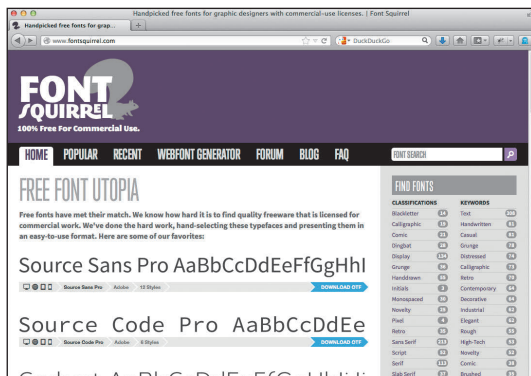 Handpicked free fonts for graphic designers with commercial-use licenses. | Font Squirrel
Handpicked free fonts for grap...
www.fontsquirrel.com
DuckDuckGo
FONT
SQUIRREL
100% Free For Commercial Use.
HOME POPULAR RECENT WEBFONT GENERATOR FORUM BLOG FAQ
FONT SEARCH
FREE FONT UTOPIA
Free fonts have met their match. We know how hard it is to find quality freeware that is licensed for
commercial work. We've done the hard work, hand-selecting these typefaces and presenting them in
an easy-to-use format. Here are some of our favorites:
Source Sans Pro AaBbCcDdEeFfGgHhI
Source Sans Pro Adobe 12 Styles DOWNLOAD OTF
Source Code Pro AaBbCcDdEe
Source Code Pro Adobe 6 Styles DOWNLOAD OTF
FIND FONTS
CLASSIFICATIONS KEYWORDS
Blackletter Text
Calligraphic Handwritten
Comic Casual
Dingbat Grunge
Display Distressed
Grunge Calligraphic
Handdrawn Retro
Initials Contemporary
Monospaced Decorative
Novelty Industrial
Pixel Elegant
Retro Rough
Sans Serif High-Tech
Script Novelty
Serif Comic
Slab Serif Brushed